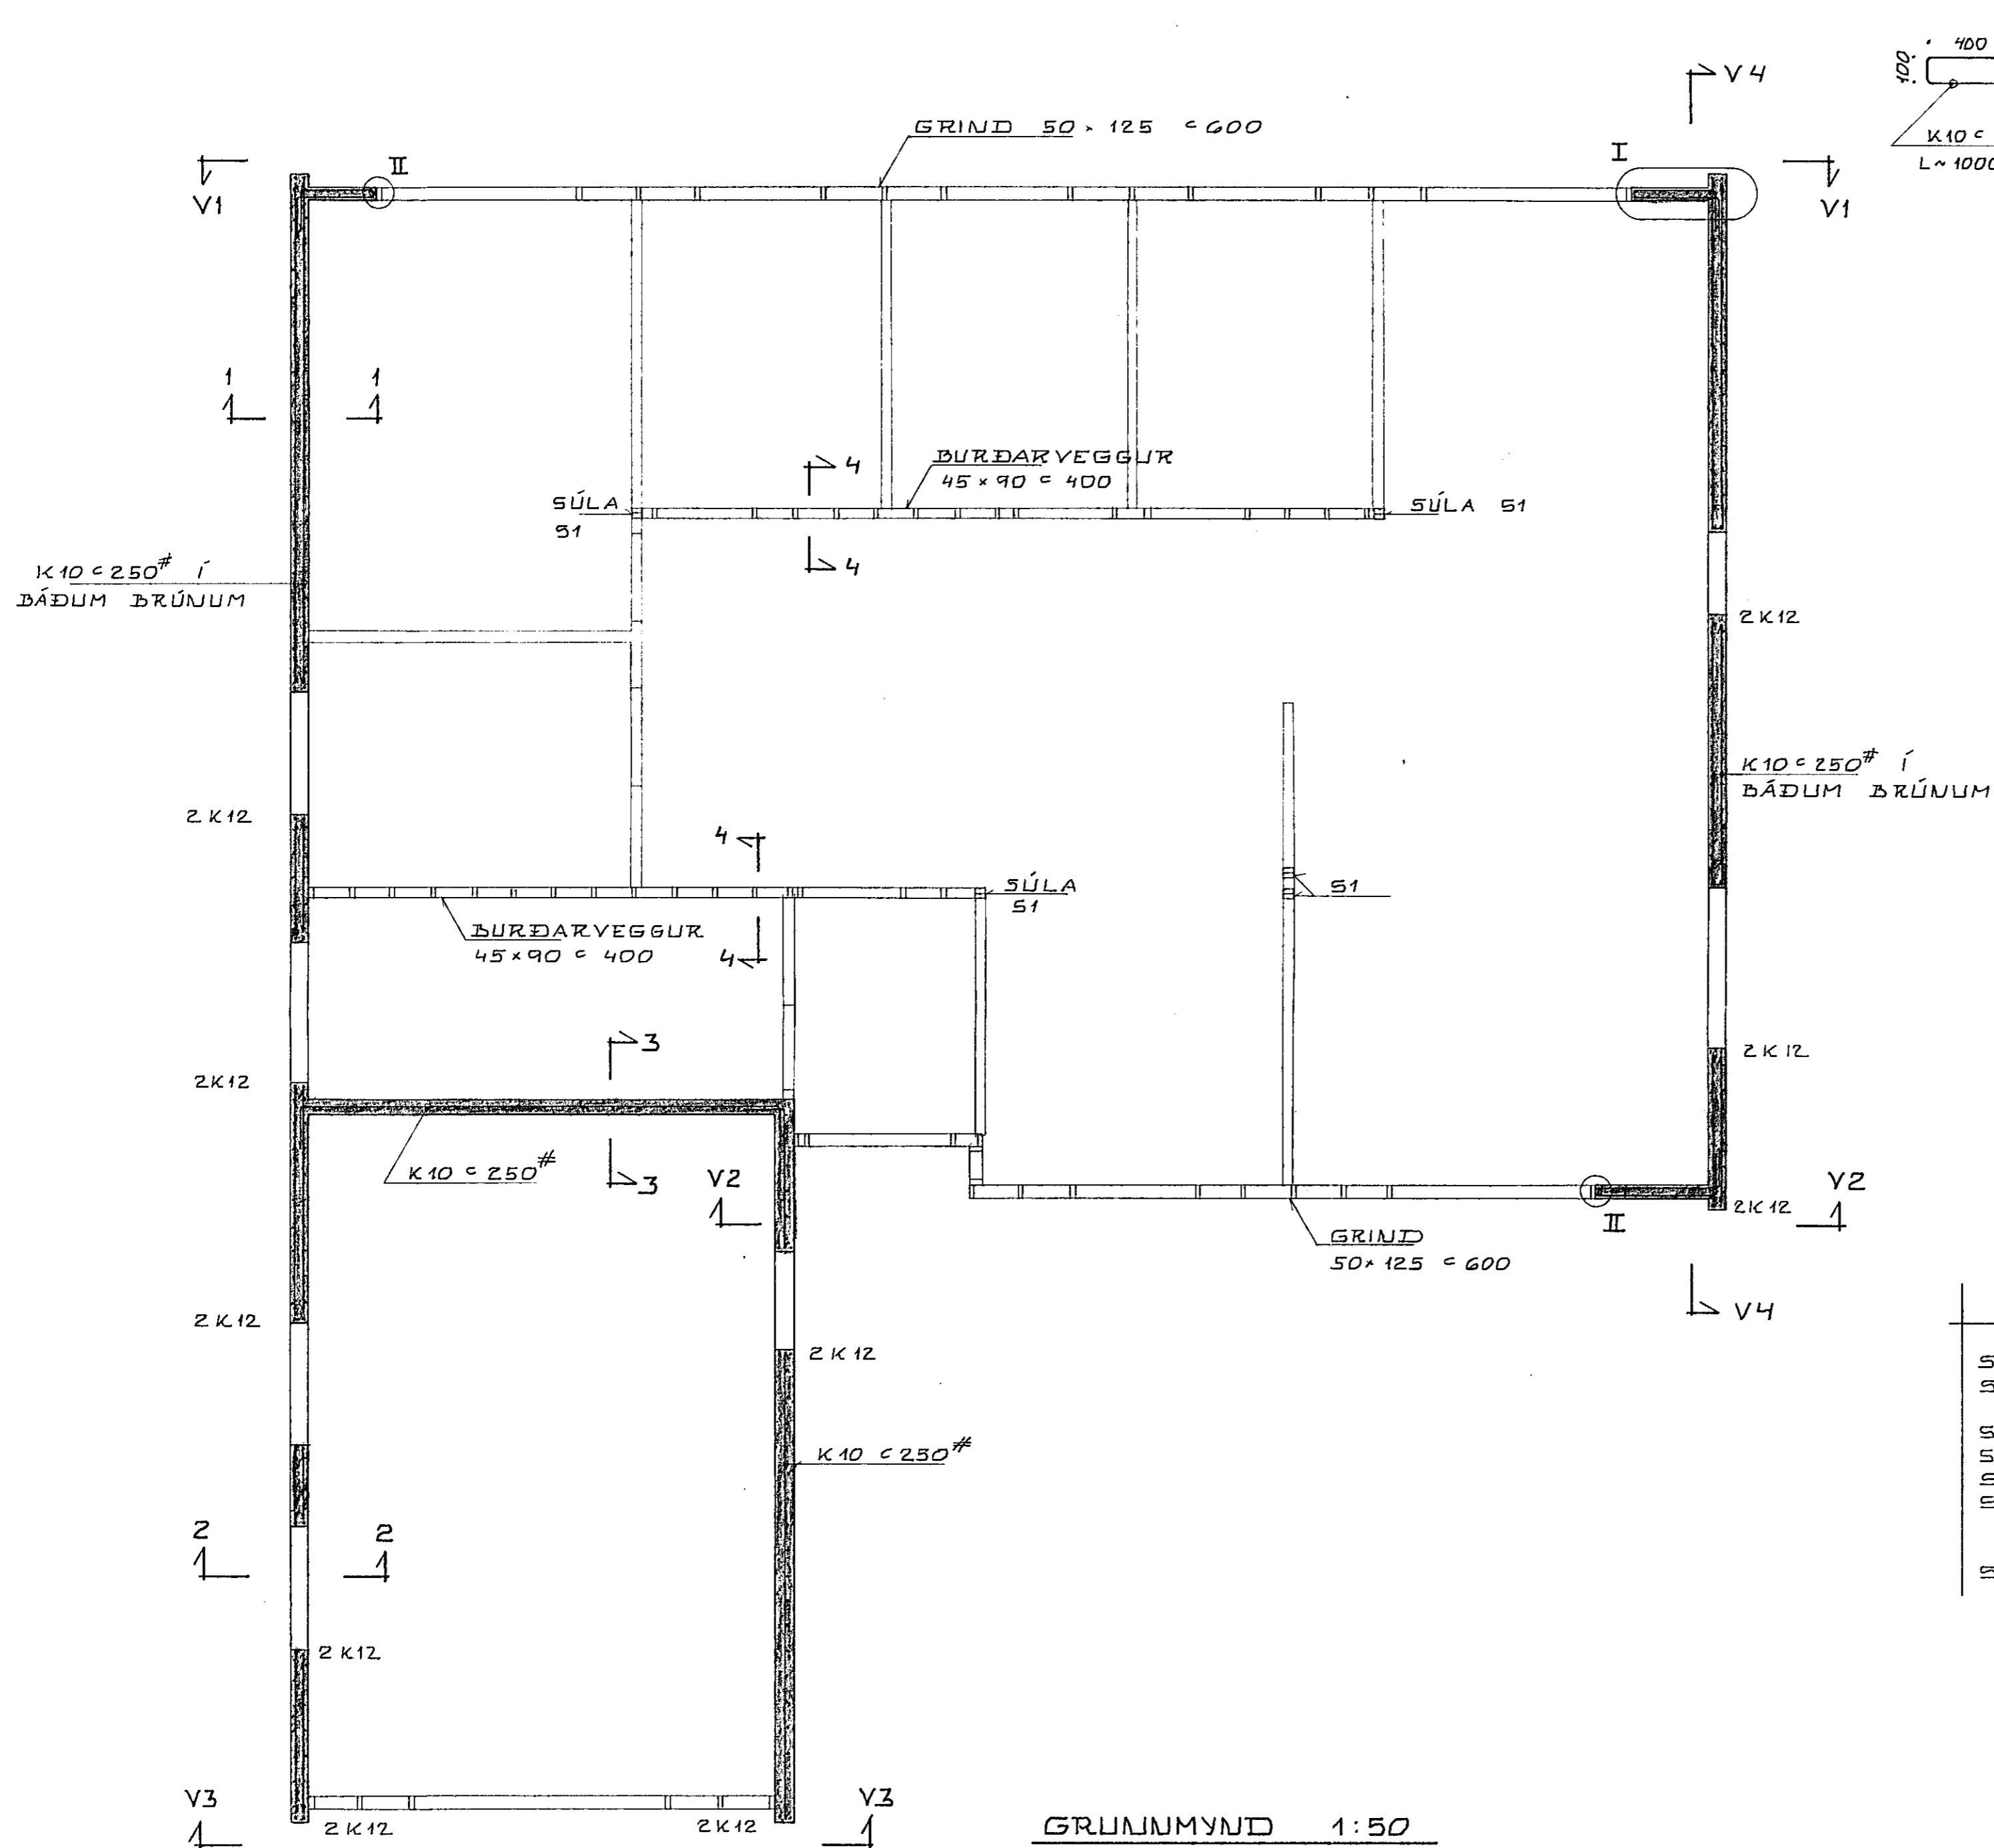 400
100
K10 c
L~1000
V4
GRIND 50 × 125 c 600
II
I
V1
V1
1
1
4
BURÐARVEGGUR
45 × 90 c 400
SÚLA
S1
SÚLA S1
4
K10 c 250# Í
BÁÐUM BRÚNUM
2 K12
K10 c 250# Í
BÁÐUM BRÚNUM
2 K12
4
SÚLA
S1
S1
BURÐARVEGGUR
45 × 90 c 400
4
3
2 K12
2 K12
K10 c 250#
3
V2
V2
2 K12
II
GRIND
50 × 125 c 600
V4
2 K12
2 K12
K10 c 250#
2
2
2 K12
V3
V3
2 K12
2 K12
GRUNNMYND 1:50